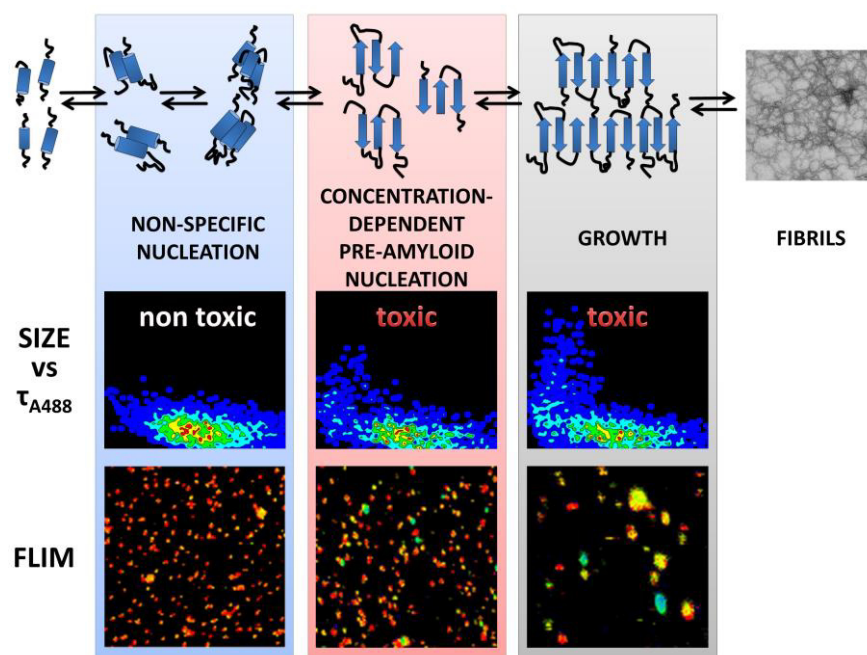 NON-SPECIFIC
NUCLEATION
CONCENTRATION-
DEPENDENT
PRE-AMYLOID
NUCLEATION
GROWTH
FIBRILS
SIZE
vs
τA488
non toxic
toxic
toxic
FLIM